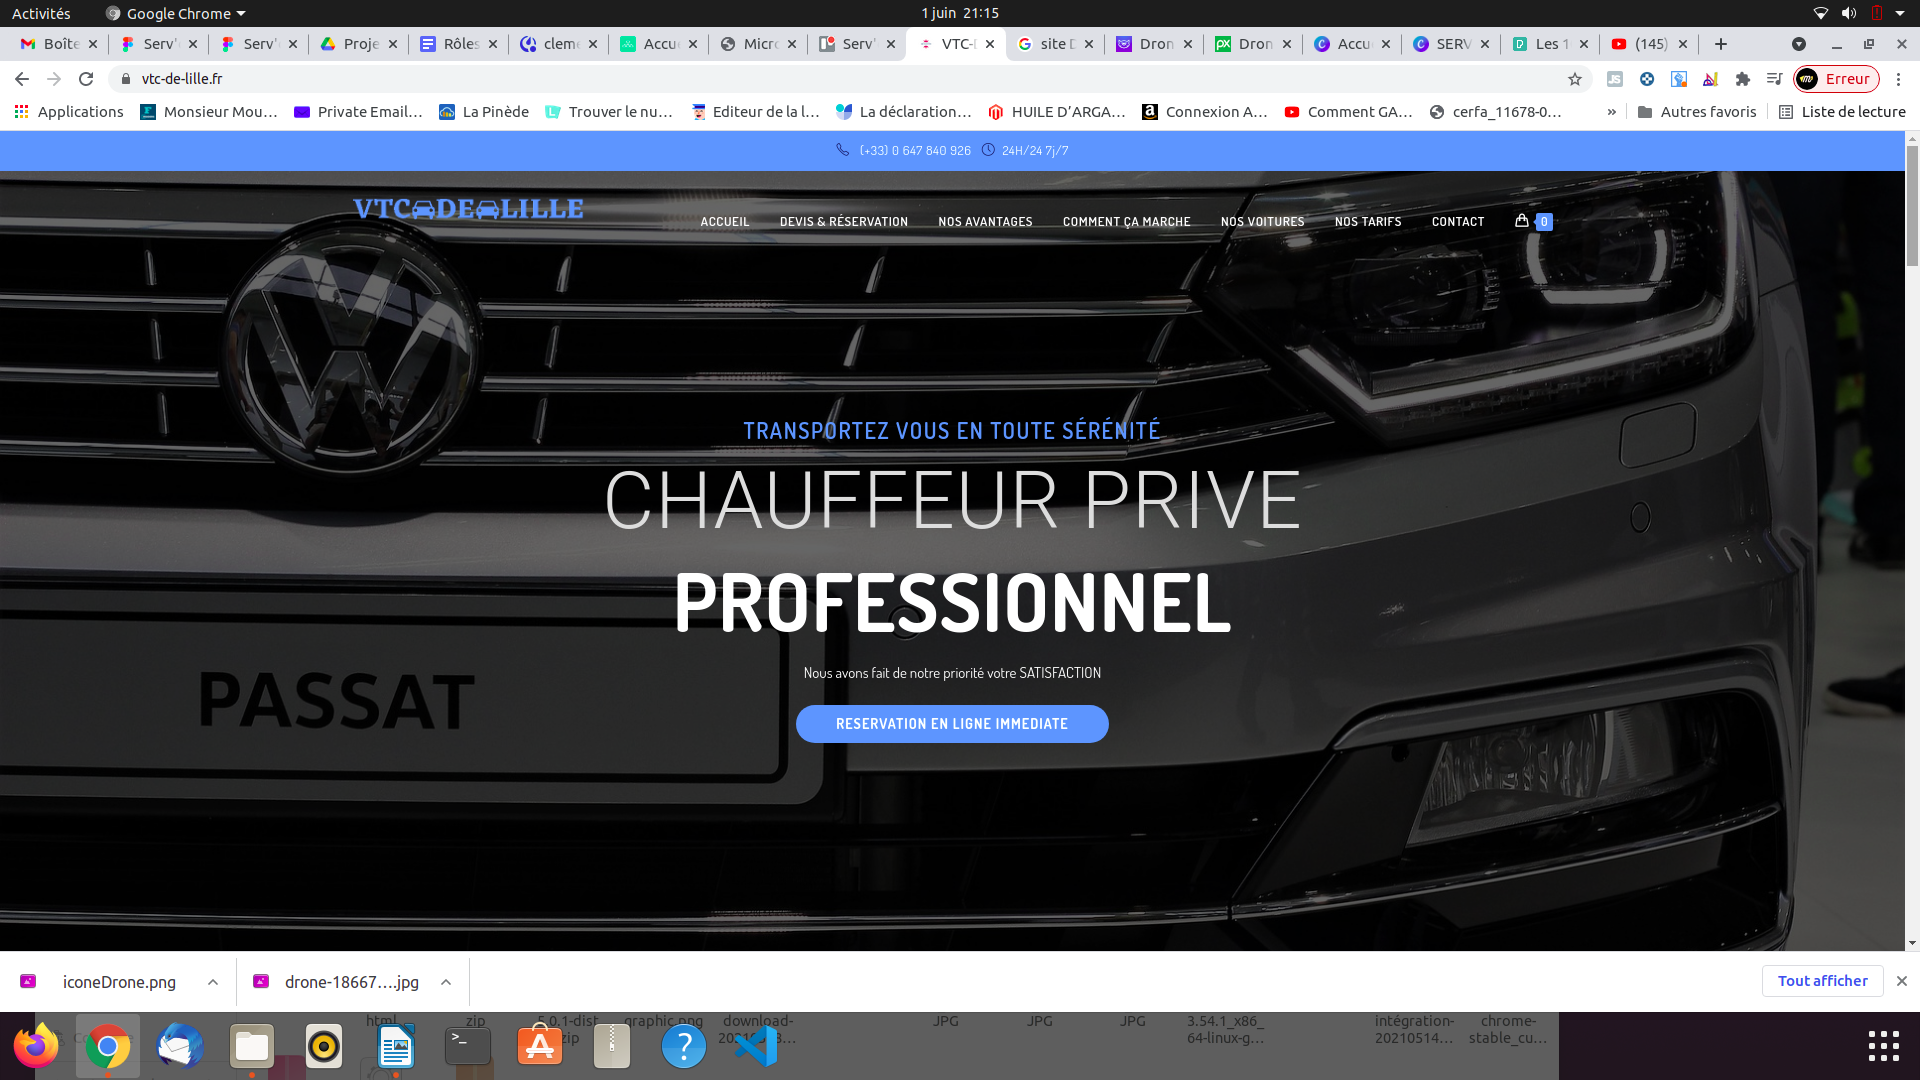 Activités
Google Chrome
1 juin 21:15
Boîte
Serv'
Serv'
Proje
Rôles
cleme
Accu
Micro
Serv'
VTC-
site D
Dron
Dron
Accu
SERV
Les 1
(145)
vtc-de-lille.fr
Erreur
Applications
Monsieur Mou…
Private Email…
La Pinède
Trouver le nu…
Editeur de la l…
La déclaration…
HUILE D'ARGA…
Connexion A…
Comment GA…
cerfa_11678-0…
»
Autres favoris
Liste de lecture
(+33) 0 647 840 926
24H/24 7j/7
VTC DE LILLE
ACCUEIL
DEVIS & RÉSERVATION
NOS AVANTAGES
COMMENT ÇA MARCHE
NOS VOITURES
NOS TARIFS
CONTACT
0
TRANSPORTEZ VOUS EN TOUTE SÉRÉNITÉ
CHAUFFEUR PRIVE
PROFESSIONNEL
Nous avons fait de notre priorité votre SATISFACTION
RESERVATION EN LIGNE IMMEDIATE
PASSAT
iconeDrone.png
drone-18667….jpg
Tout afficher
html
zip
5.0.1-dist
zip
graphic.png
download-
JPG
JPG
JPG
3.54.1_x86_
64-linux-g…
intégration-
20210514…
chrome-
stable_cu…